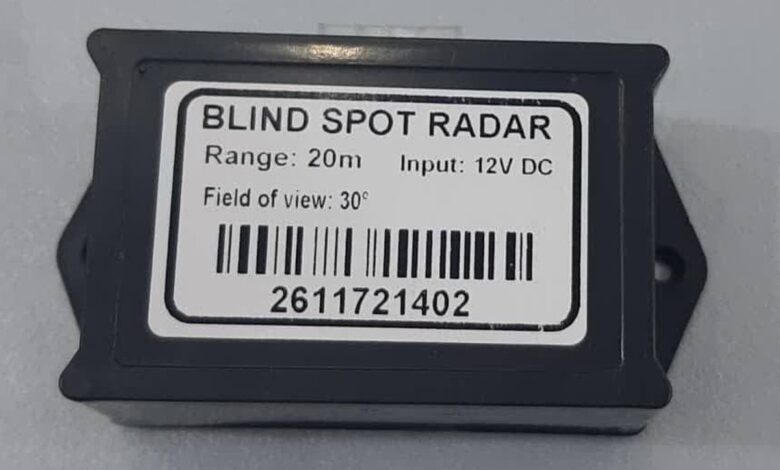 BLIND SPOT RADAR
Range: 20m Input: 12V DC
Field of view: 30°
2611721402